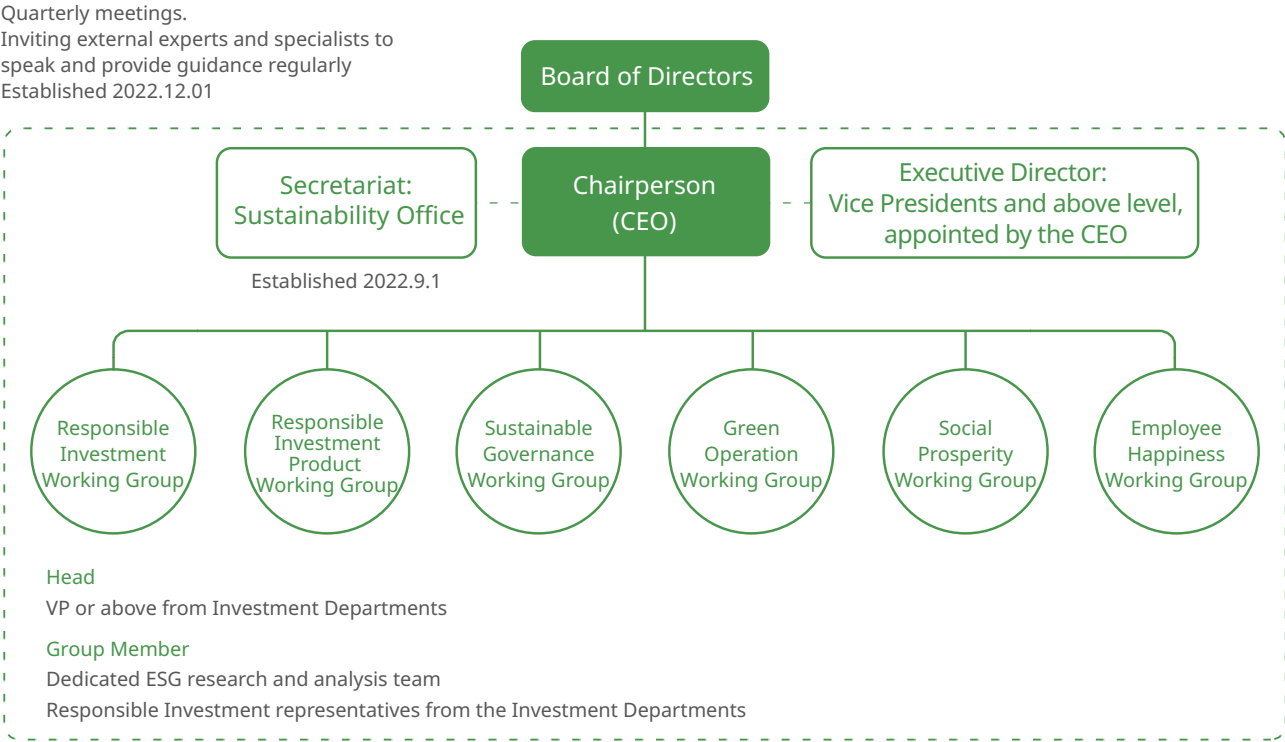 Quarterly meetings.
Inviting external experts and specialists to
speak and provide guidance regularly
Established 2022.12.01
Board of Directors
Secretariat:
Sustainability Office
Established 2022.9.1
Chairperson
(CEO)
Executive Director:
Vice Presidents and above level,
appointed by the CEO
Responsible
Investment
Working Group
Responsible
Investment
Product
Working Group
Sustainable
Governance
Working Group
Green
Operation
Working Group
Social
Prosperity
Working Group
Employee
Happiness
Working Group
Head
VP or above from Investment Departments
Group Member
Dedicated ESG research and analysis team
Responsible Investment representatives from the Investment Departments